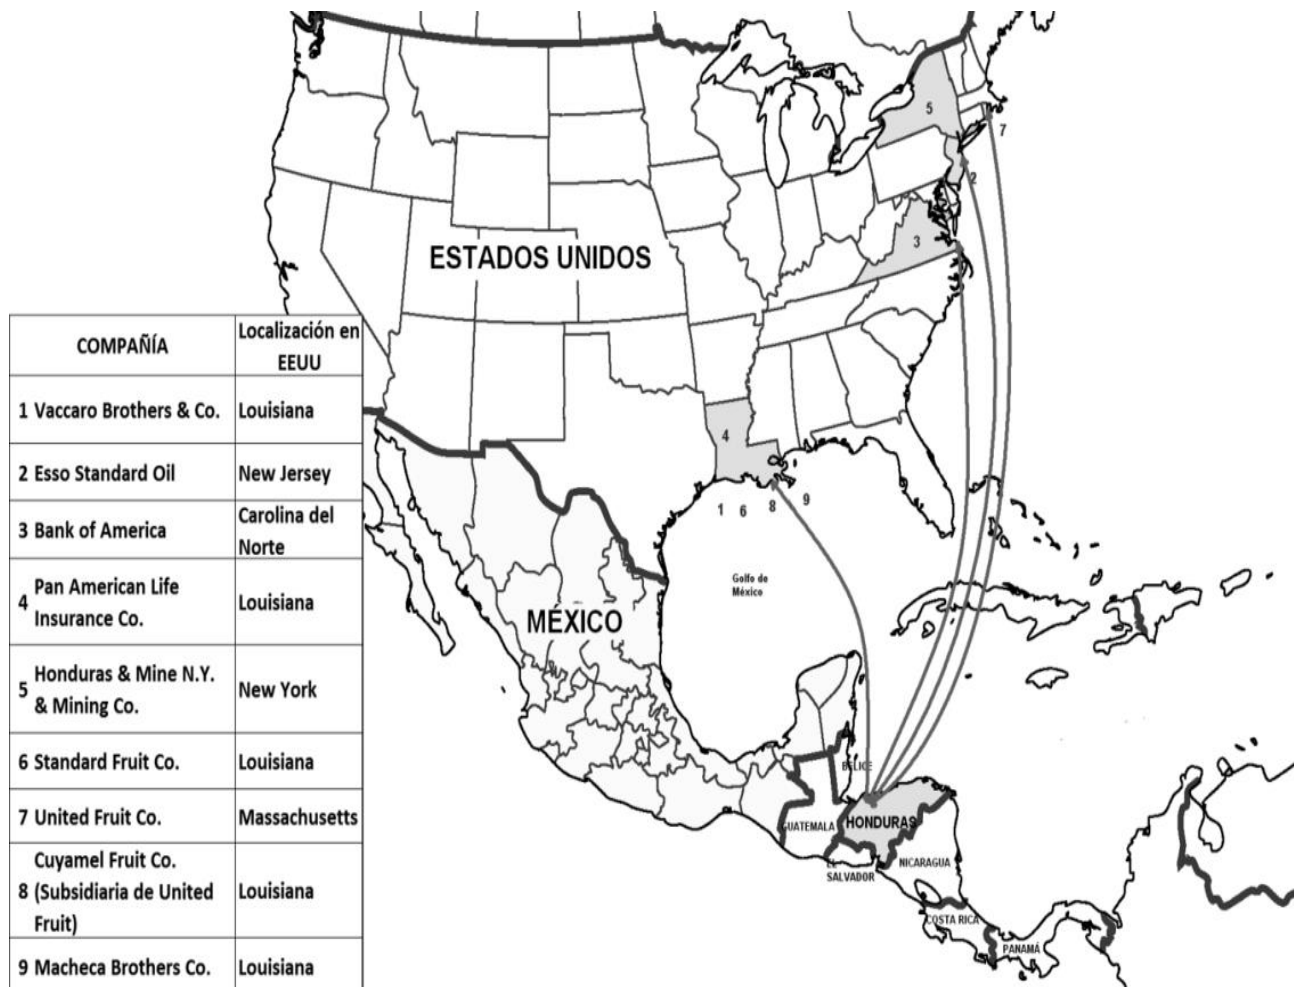 5
7
2
3
ESTADOS UNIDOS
4
1 6 8 9
Golfo de
México
MÉXICO
BELICE
GUATEMALA
HONDURAS
EL
SALVADOR
NICARAGUA
COSTA RICA
PANAMÁ
COMPAÑÍA
Localización en
EEUU
1 Vaccaro Brothers & Co.
Louisiana
2 Esso Standard Oil
New Jersey
3 Bank of America
Carolina del
Norte
4 Pan American Life
Insurance Co.
Louisiana
5 Honduras & Mine N.Y.
& Mining Co.
New York
6 Standard Fruit Co.
Louisiana
7 United Fruit Co.
Massachusetts
Cuyamel Fruit Co.
8 (Subsidiaria de United
Fruit)
Louisiana
9 Macheca Brothers Co.
Louisiana